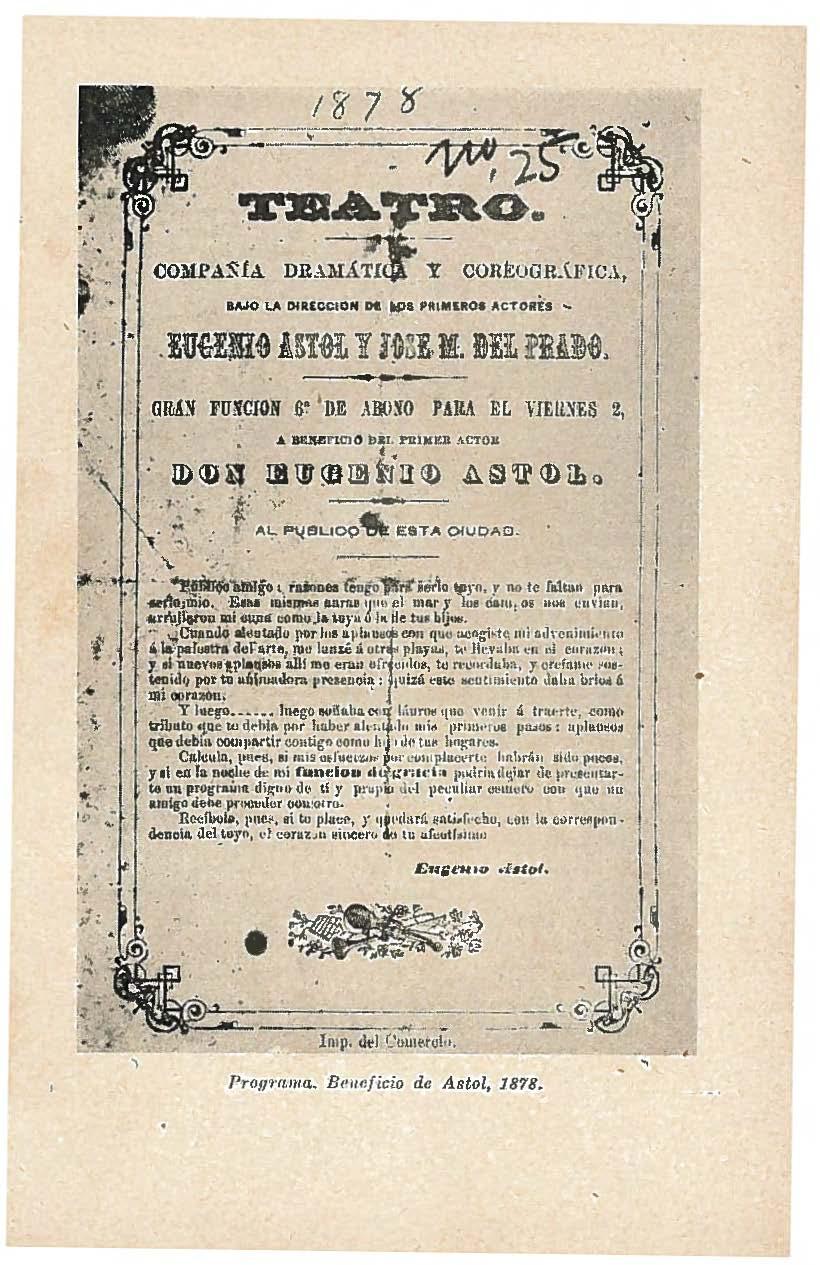 1878
No. 25
TEATRO.
COMPAÑÍA DRAMÁTICA Y COREOGRÁFICA,
BAJO LA DIRECCION DE LOS PRIMEROS ACTORES
EUGENIO ASTOL Y JOSE M. DEL PRADO.
GRAN FUNCION 6ª DE ABONO PARA EL VIERNES 2,
A BENEFICIO DEL PRIMER ACTOR
DON EUGENIO ASTOL.
AL PUBLICO DE ESTA CIUDAD.
Público amigo: razones tengo para serlo tuyo, y no te faltan para
serlo mio. Esas mismas auras que el mar y los campos nos envian,
arrullaron mi cuna como la tuya ó la de tus hijos.
Cuando alentado por los aplausos con que acogiste mi advenimiento
á la palestra del arte, me lanzé á otras playas, te llevaba en el corazon;
y si nuevos aplausos allí me eran ofrecidos, te recordaba, y creíame sos-
tenido por tu animadora presencia: quizá este sentimiento daba brios á
mi corazon.
Y luego...... luego soñaba con láuros que venir á traerte, como
tributo que te debia por haber alentado mis primeros pasos: aplausos
que debia compartir contigo como hijo de tus hogares.
Calcula, pues, si mis esfuerzos por complacerte habrán sido pocos,
y si en la noche de mi funcion de gracia podria dejar de presentar-
te un programa digno de tí y propio del peculiar esmero con que un
amigo debe proceder con otro.
Recíbelo, pues, si te place, y quedará satisfecho, con la correspon-
dencia del tuyo, el corazon sincero de tu afectísimo
Eugenio Astol.
Imp. del Comercio.
Programa. Beneficio de Astol, 1878.